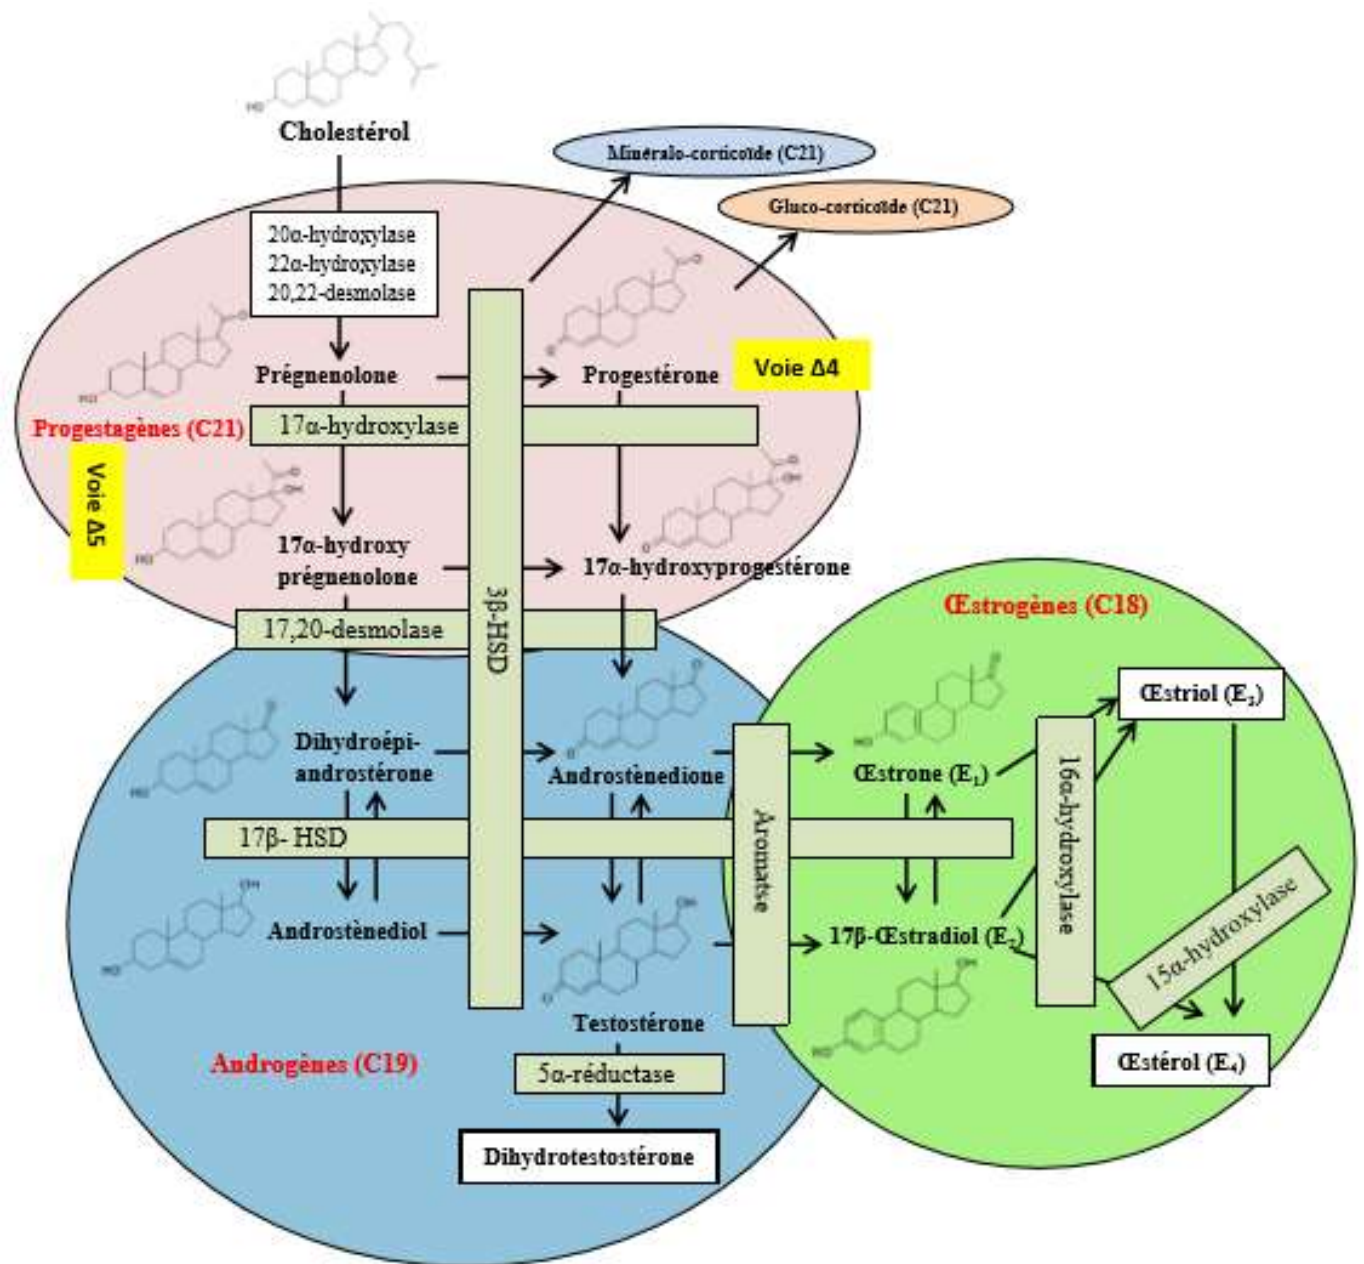 Cholestérol
Minéralo-corticoïde (C21)
Gluco-corticoïde (C21)
20α-hydroxylase
22α-hydroxylase
20,22-desmolase
Prégnenolone
Progestérone
Voie Δ4
Progestagènes (C21)
17α-hydroxylase
Voie Δ5
17α-hydroxy
prégnenolone
17α-hydroxyprogestérone
3β-HSD
17,20-desmolase
Œstrogènes (C18)
Œstriol (E₃)
Dihydroépi-
androstérone
Androstènedione
Œstrone (E₁)
Aromatse
16α-hydroxylase
17β- HSD
15α-hydroxylase
Androstènediol
17β-Œstradiol (E₂)
Testostérone
Androgènes (C19)
5α-réductase
Œstérol (E₄)
Dihydrotestostérone